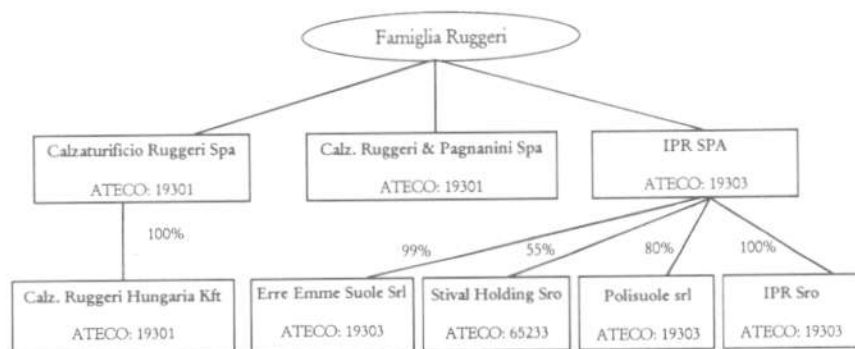 Famiglia Ruggeri
Calzaturificio Ruggeri Spa
ATECO: 19301
Calz. Ruggeri & Pagnanini Spa
ATECO: 19301
IPR SPA
ATECO: 19303
100%
99%
55%
80%
100%
Calz. Ruggeri Hungaria Kft
ATECO: 19301
Erre Emme Suole Srl
ATECO: 19303
Stival Holding Sro
ATECO: 65233
Polisuole srl
ATECO: 19303
IPR Sro
ATECO: 19303